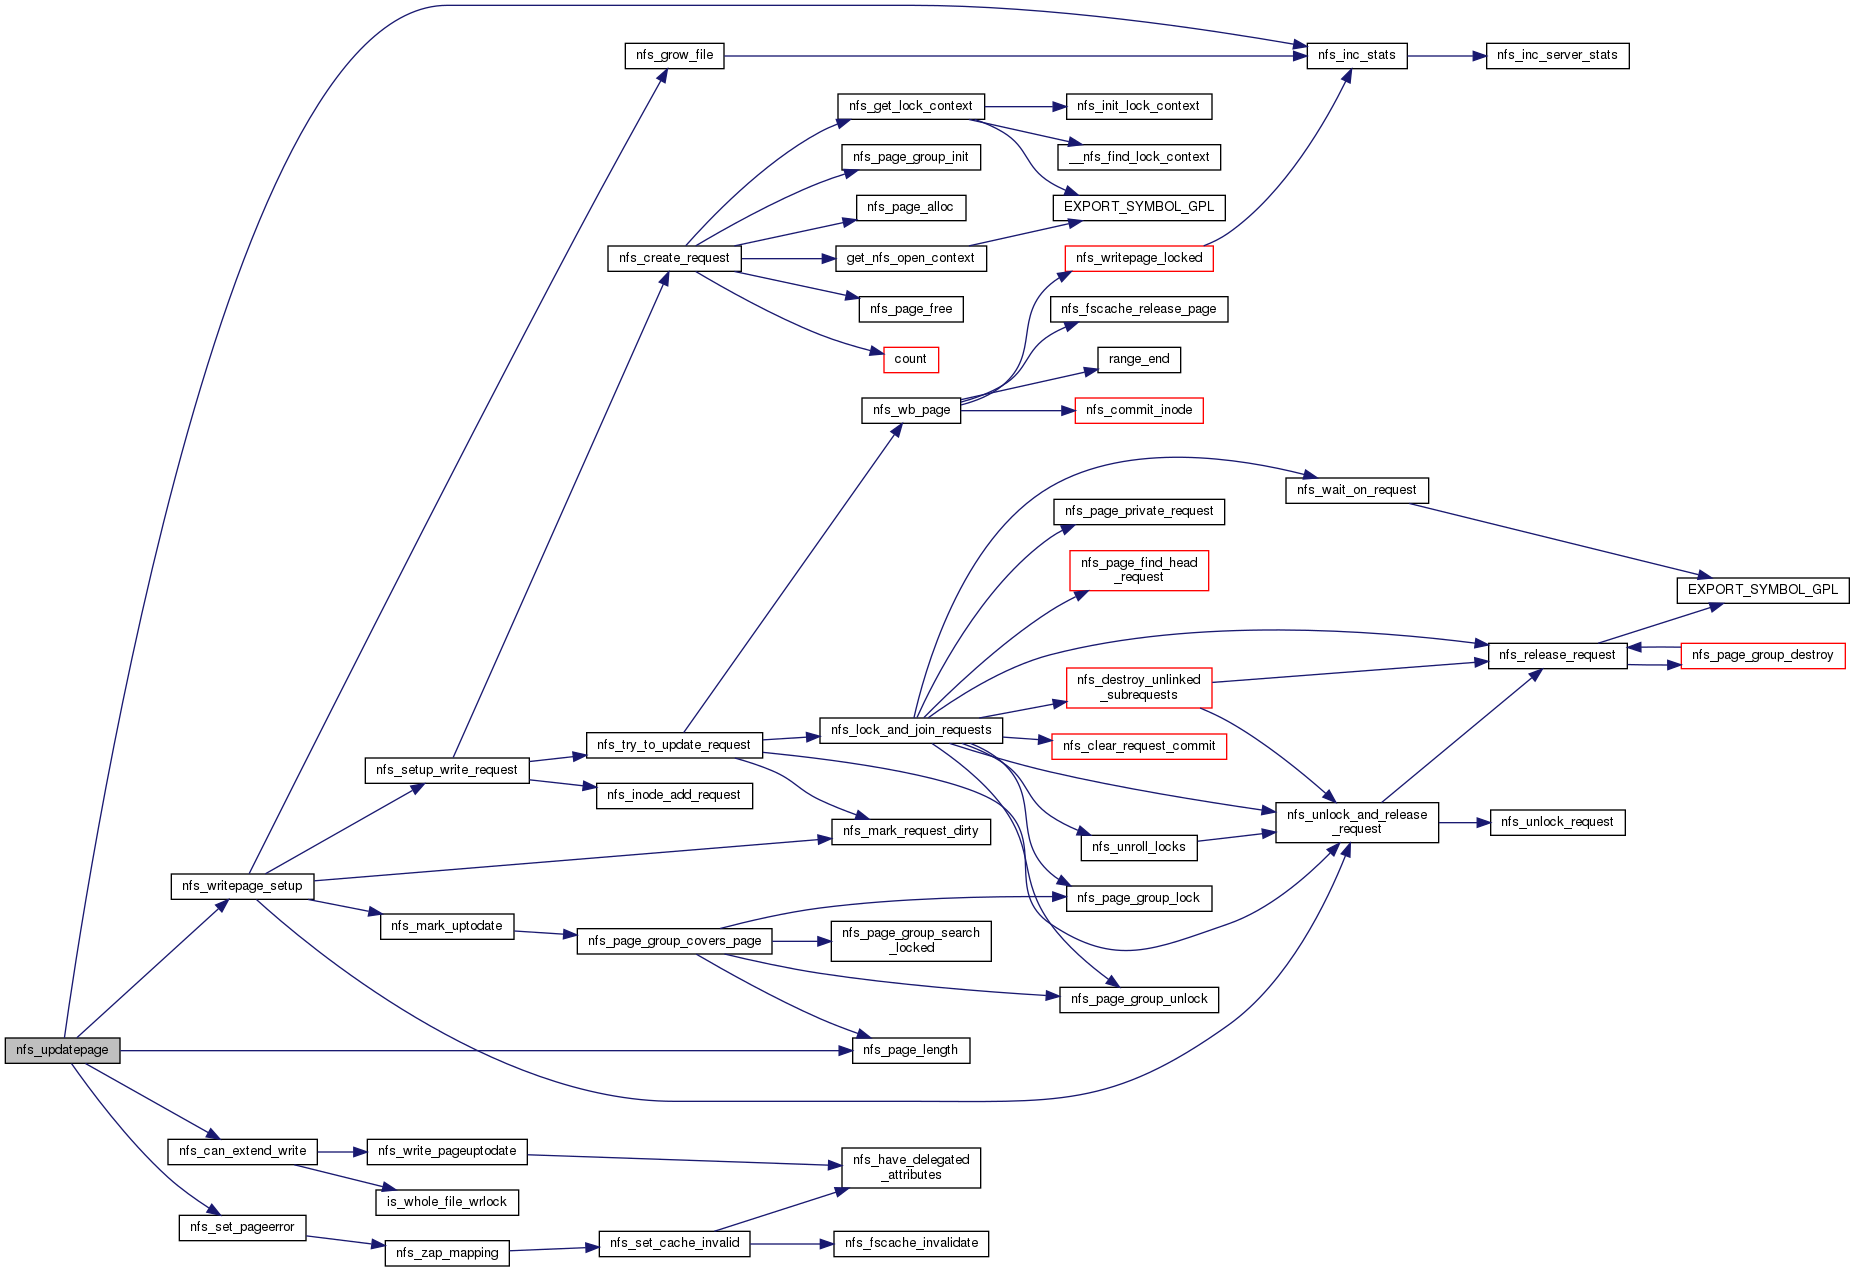 nfs_grow_file
nfs_inc_stats
nfs_inc_server_stats
nfs_get_lock_context
nfs_init_lock_context
nfs_page_group_init
__nfs_find_lock_context
nfs_page_alloc
EXPORT_SYMBOL_GPL
nfs_create_request
get_nfs_open_context
nfs_writepage_locked
nfs_page_free
nfs_fscache_release_page
count
range_end
nfs_wb_page
nfs_commit_inode
nfs_wait_on_request
nfs_page_private_request
nfs_page_find_head
_request
EXPORT_SYMBOL_GPL
nfs_release_request
nfs_page_group_destroy
nfs_destroy_unlinked
_subrequests
nfs_lock_and_join_requests
nfs_try_to_update_request
nfs_clear_request_commit
nfs_setup_write_request
nfs_inode_add_request
nfs_mark_request_dirty
nfs_unlock_and_release
_request
nfs_unlock_request
nfs_unroll_locks
nfs_writepage_setup
nfs_page_group_lock
nfs_mark_uptodate
nfs_page_group_covers_page
nfs_page_group_search
_locked
nfs_page_group_unlock
nfs_updatepage
nfs_page_length
nfs_can_extend_write
nfs_write_pageuptodate
nfs_have_delegated
_attributes
is_whole_file_wrlock
nfs_set_pageerror
nfs_zap_mapping
nfs_set_cache_invalid
nfs_fscache_invalidate